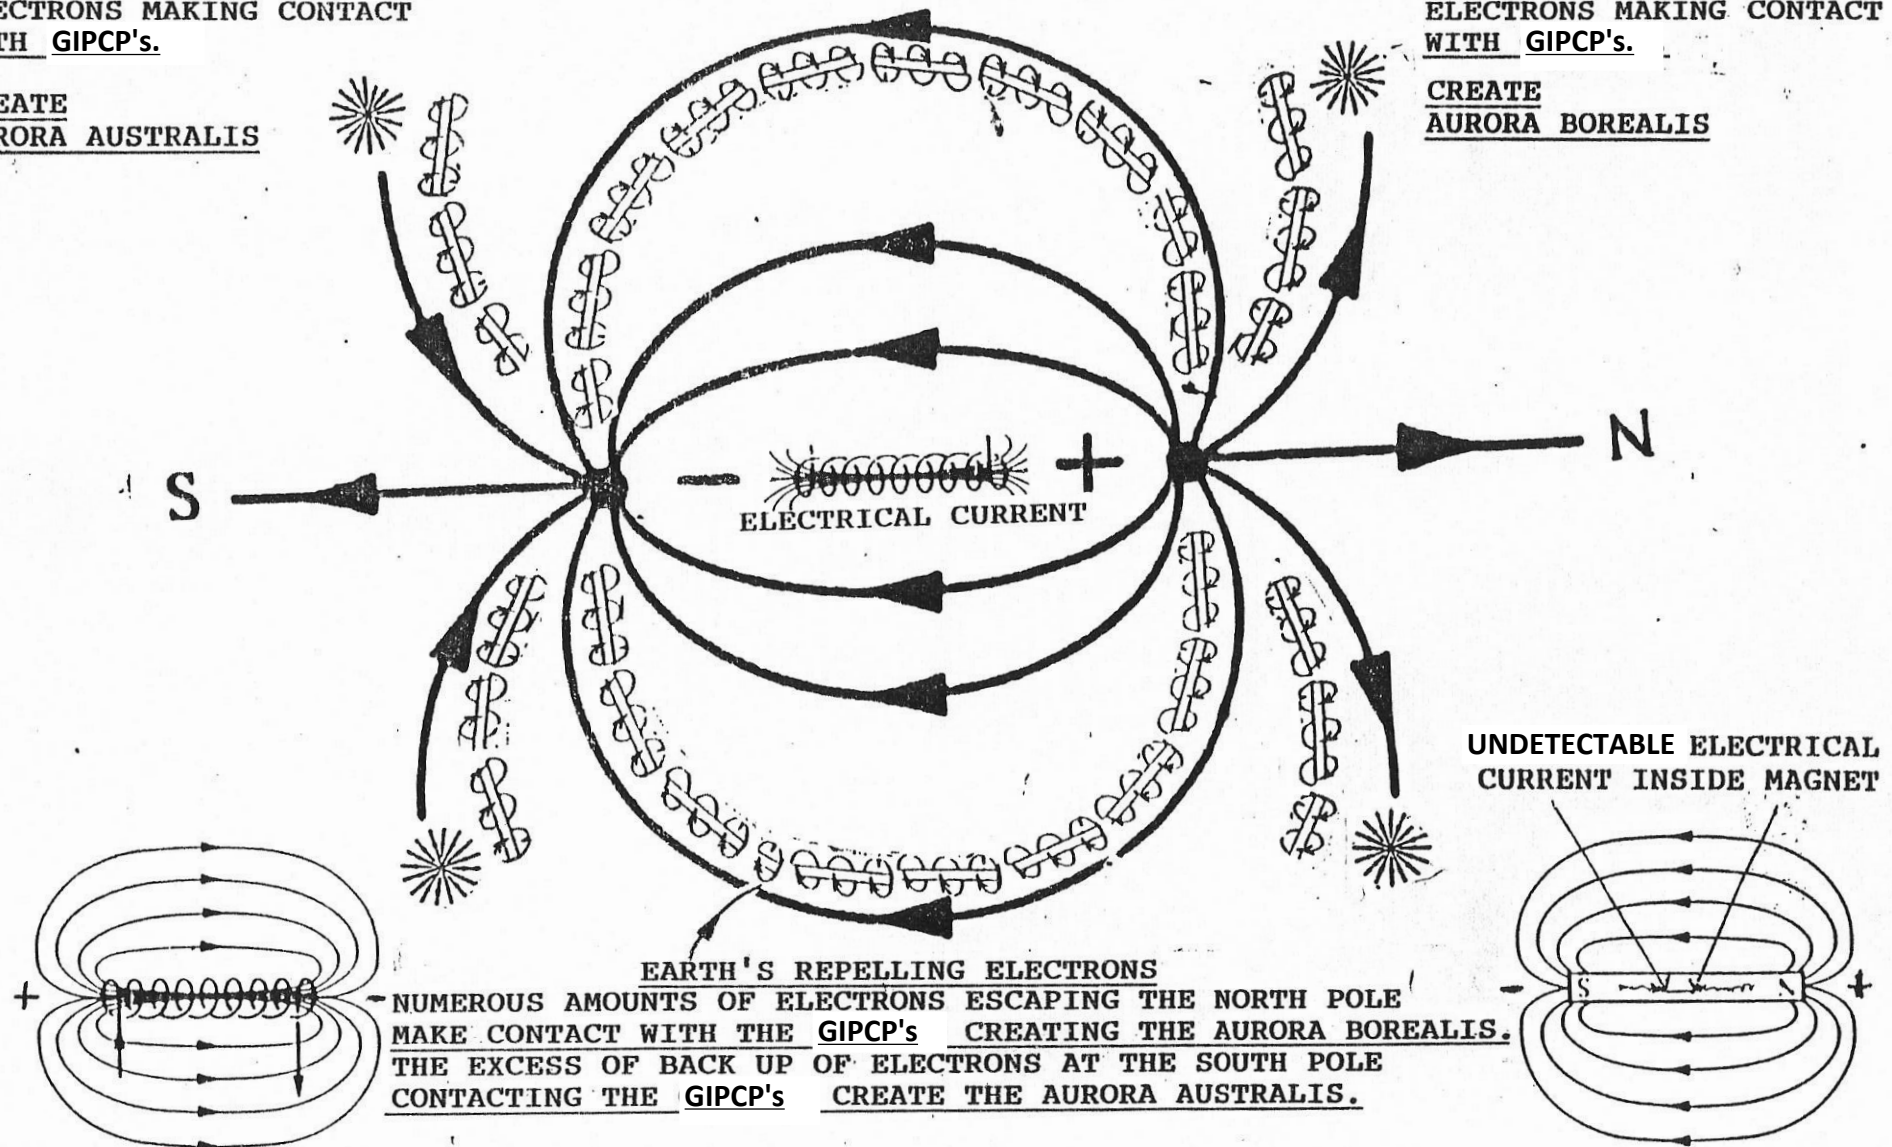 ECTRONS MAKING CONTACT
TH GIPCP's.
EATE
RORA AUSTRALIS
ELECTRONS MAKING CONTACT
WITH GIPCP's.
CREATE
AURORA BOREALIS
S
N
- +
ELECTRICAL CURRENT
UNDETECTABLE ELECTRICAL
CURRENT INSIDE MAGNET
+ -
- S N +
EARTH'S REPELLING ELECTRONS
NUMEROUS AMOUNTS OF ELECTRONS ESCAPING THE NORTH POLE
MAKE CONTACT WITH THE GIPCP's CREATING THE AURORA BOREALIS.
THE EXCESS OF BACK UP OF ELECTRONS AT THE SOUTH POLE
CONTACTING THE GIPCP's CREATE THE AURORA AUSTRALIS.